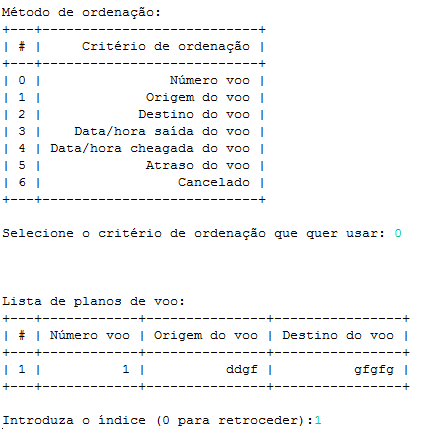 Método de ordenação:
+---+---------------------------+
| # |     Critério de ordenação |
+---+---------------------------+
| 0 |                Número voo |
| 1 |             Origem do voo |
| 2 |            Destino do voo |
| 3 |    Data/hora saída do voo |
| 4 | Data/hora cheagada do voo |
| 5 |             Atraso do voo |
| 6 |                 Cancelado |
+---+---------------------------+
Selecione o critério de ordenação que quer usar: 0
Lista de planos de voo:
+---+------------+---------------+----------------+
| # | Número voo | Origem do voo | Destino do voo |
+---+------------+---------------+----------------+
| 1 |          1 |          ddgf |          gfgfg |
+---+------------+---------------+----------------+
Introduza o índice (0 para retroceder):1